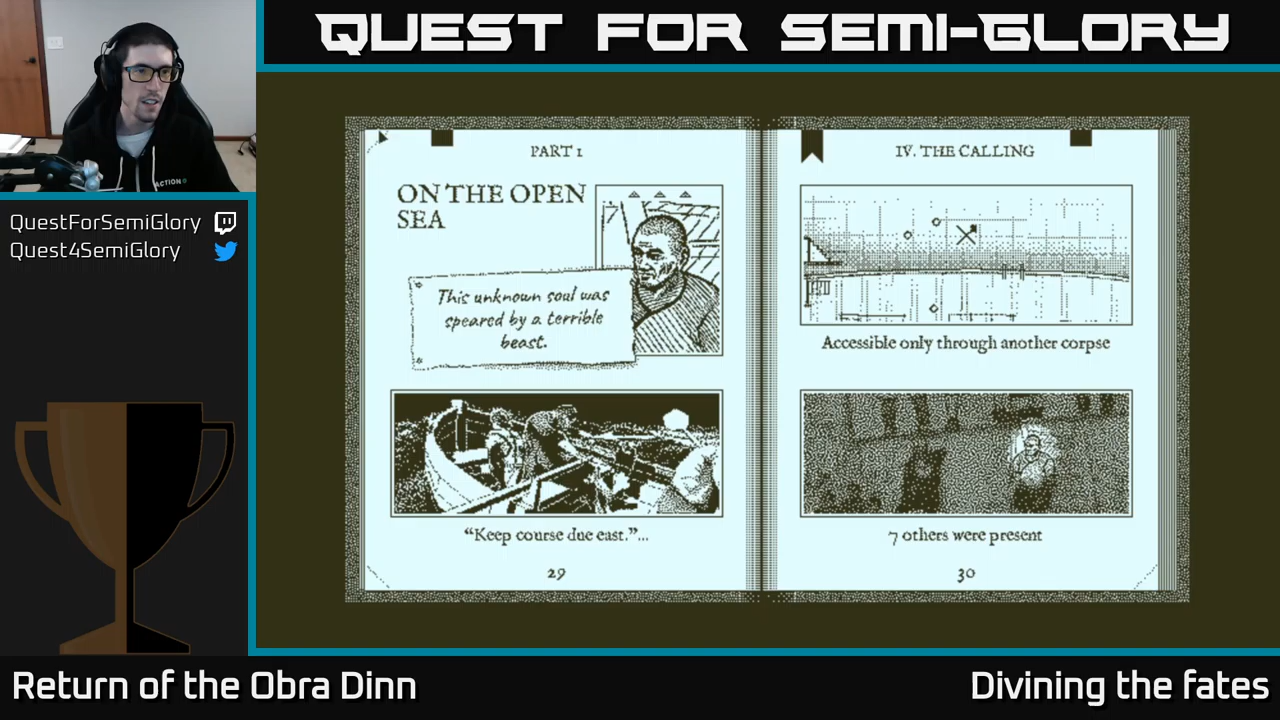 QUEST FOR SEMI-GLORY
ACTION
QuestForSemiGlory
Quest4SemiGlory
PART 1
ON THE OPEN
SEA
This unknown soul was
speared by a terrible
beast.
"Keep course due east."...
29
IV. THE CALLING
Accessible only through another corpse
7 others were present
30
Return of the Obra Dinn
Divining the fates